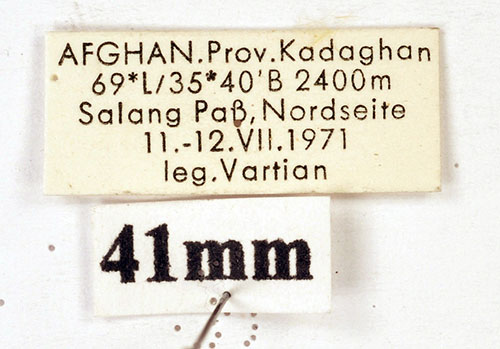 AFGHAN.Prov.Kadaghan
69*L/35*40'B 2400m
Salang Paß, Nordseite
11.-12.VII.1971
leg.Vartian
41mm